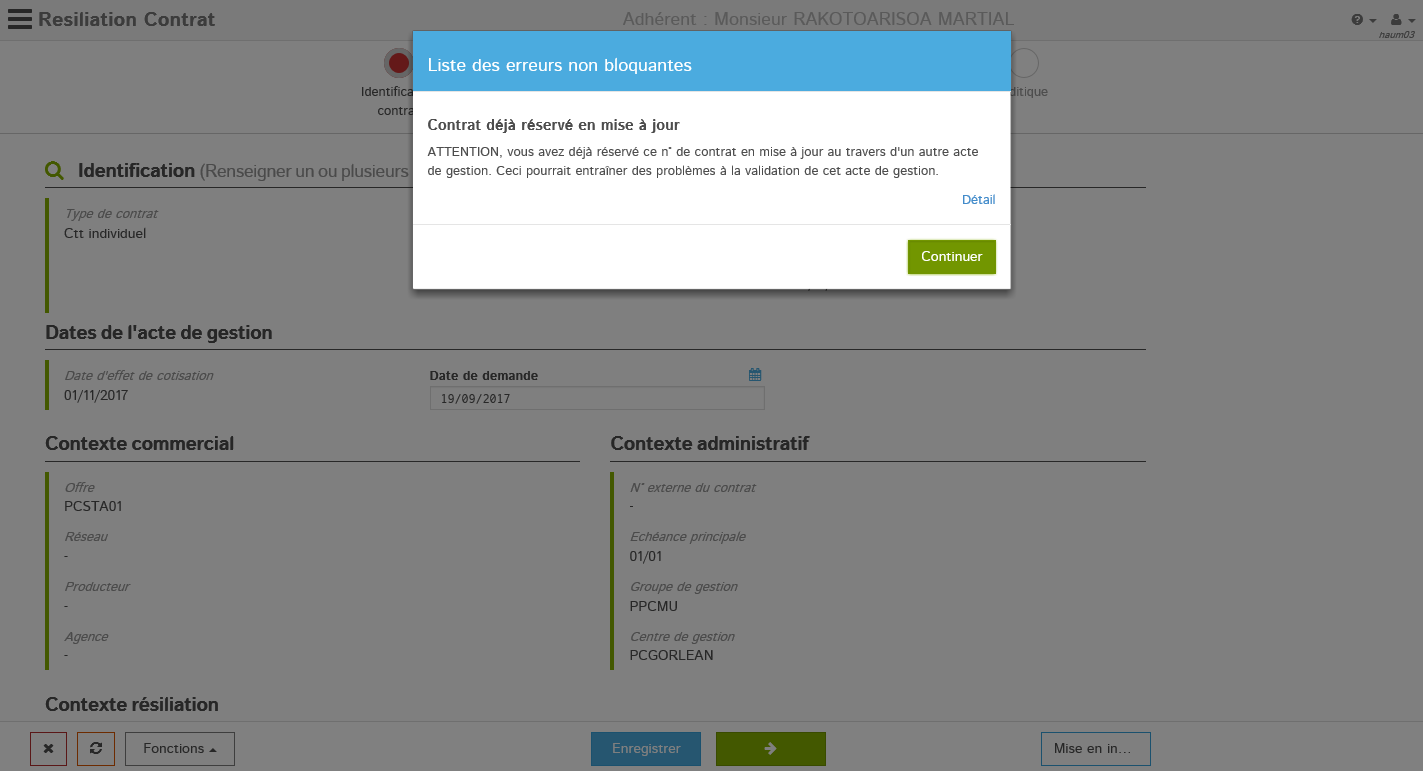 Resiliation Contrat
Adhérent : Monsieur RAKOTOARISOA MARTIAL
haum03
Liste des erreurs non bloquantes
Identifica
contra
ditique
Contrat déjà réservé en mise à jour
ATTENTION, vous avez déjà réservé ce n° de contrat en mise à jour au travers d'un autre acte
de gestion. Ceci pourrait entraîner des problèmes à la validation de cet acte de gestion.
Détail
Continuer
Identification (Renseigner un ou plusieurs
Type de contrat
Ctt individuel
Dates de l'acte de gestion
Date d'effet de cotisation
01/11/2017
Date de demande
19/09/2017
Contexte commercial
Offre
PCSTA01
Réseau
-
Producteur
-
Agence
-
Contexte administratif
N° externe du contrat
-
Echéance principale
01/01
Groupe de gestion
PPCMU
Centre de gestion
PCGORLEAN
Contexte résiliation
Fonctions
Enregistrer
Mise en in...